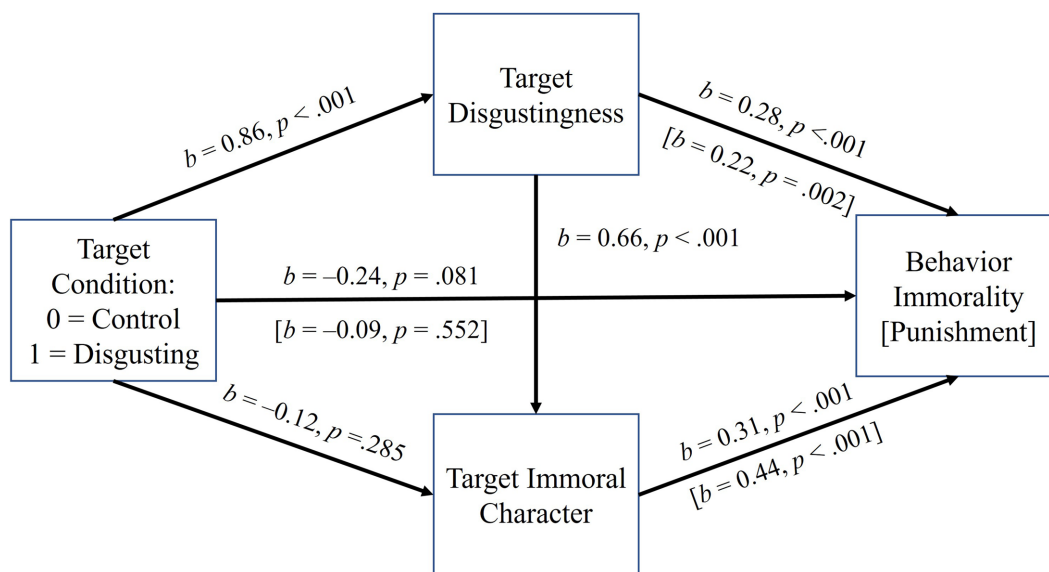 Target
Disgustingness
b = 0.86, p < .001
b = 0.28, p <.001
[b = 0.22, p = .002]
Target
Condition:
0 = Control
1 = Disgusting
b = 0.66, p < .001
b = –0.24, p = .081
[b = –0.09, p = .552]
Behavior
Immorality
[Punishment]
b = –0.12, p =.285
Target Immoral
Character
b = 0.31, p < .001
[b = 0.44, p < .001]